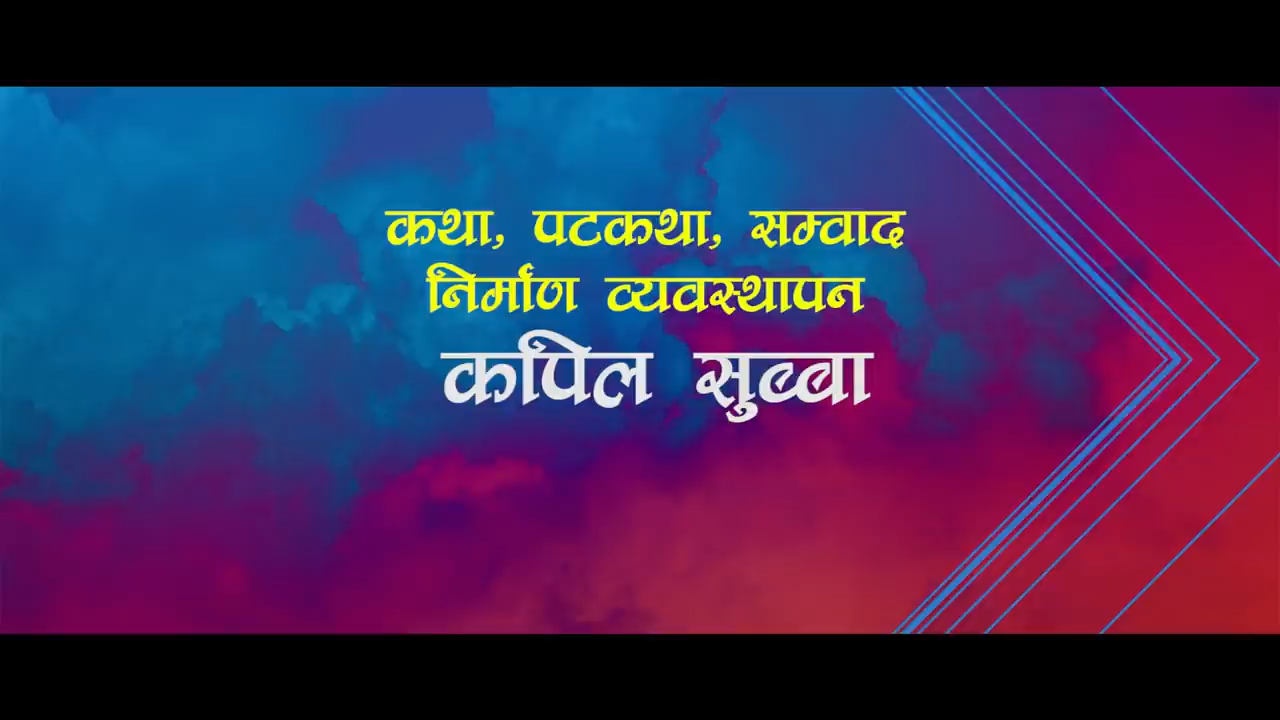 कथा, पटकथा, सम्वाद
निर्माण व्यवस्थापन
कपिल सुब्बा